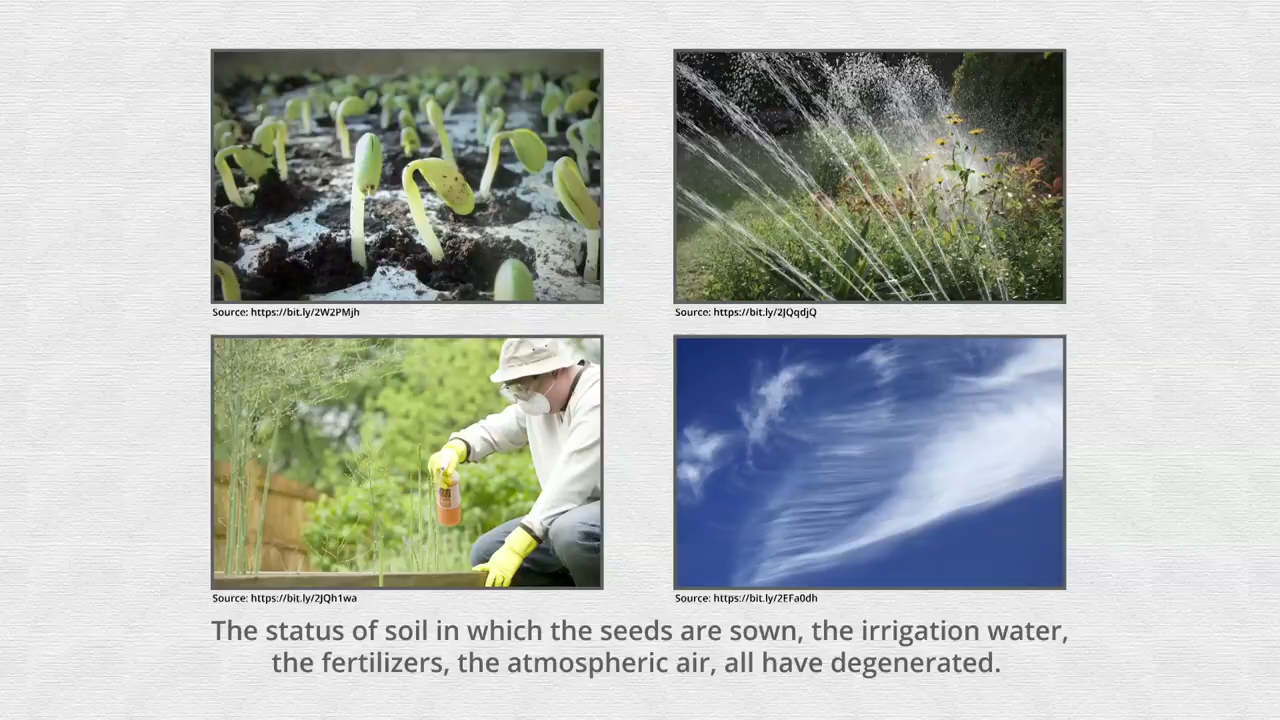 Source: https://bit.ly/2W2PMjh
Source: https://bit.ly/2JQqdjQ
Source: https://bit.ly/2JQh1wa
Source: https://bit.ly/2EFa0dh
The status of soil in which the seeds are sown, the irrigation water,
the fertilizers, the atmospheric air, all have degenerated.